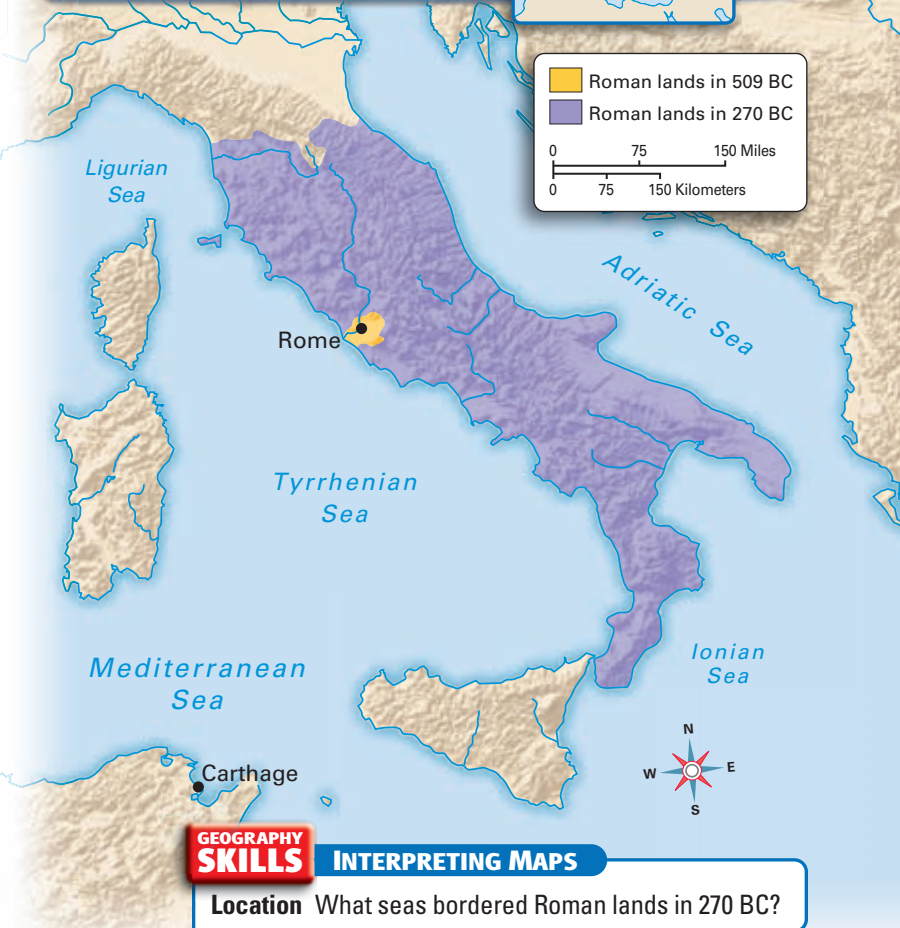 Roman lands in 509 BC
Roman lands in 270 BC
0 75 150 Miles
0 75 150 Kilometers
Ligurian
Sea
Adriatic Sea
Rome
Tyrrhenian
Sea
Ionian
Sea
Mediterranean
Sea
N
W E
S
Carthage
GEOGRAPHY
SKILLS
INTERPRETING MAPS
Location What seas bordered Roman lands in 270 BC?